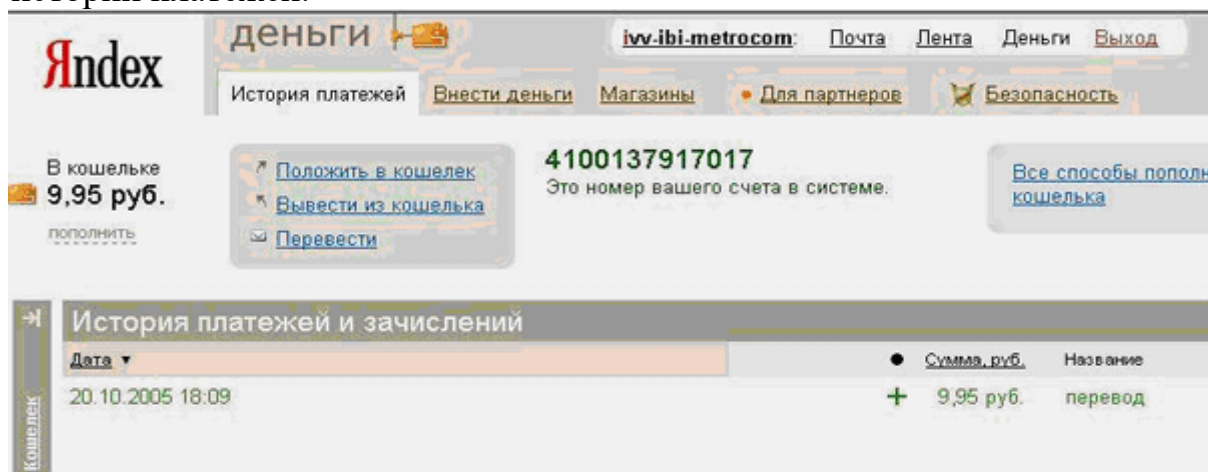 Яndex
деньги
ivv-ibi-metrocom: Почта Лента Деньги Выход
История платежей Внести деньги Магазины Для партнеров Безопасность
В кошельке
9,95 руб.
пополнить
Положить в кошелек
Вывести из кошелька
Перевести
4100137917017
Это номер вашего счета в системе.
Все способы пополн
кошелька
История платежей и зачислений
Дата ▼ ● Сумма, руб. Название
20.10.2005 18:09 + 9,95 руб. перевод
Кошелек